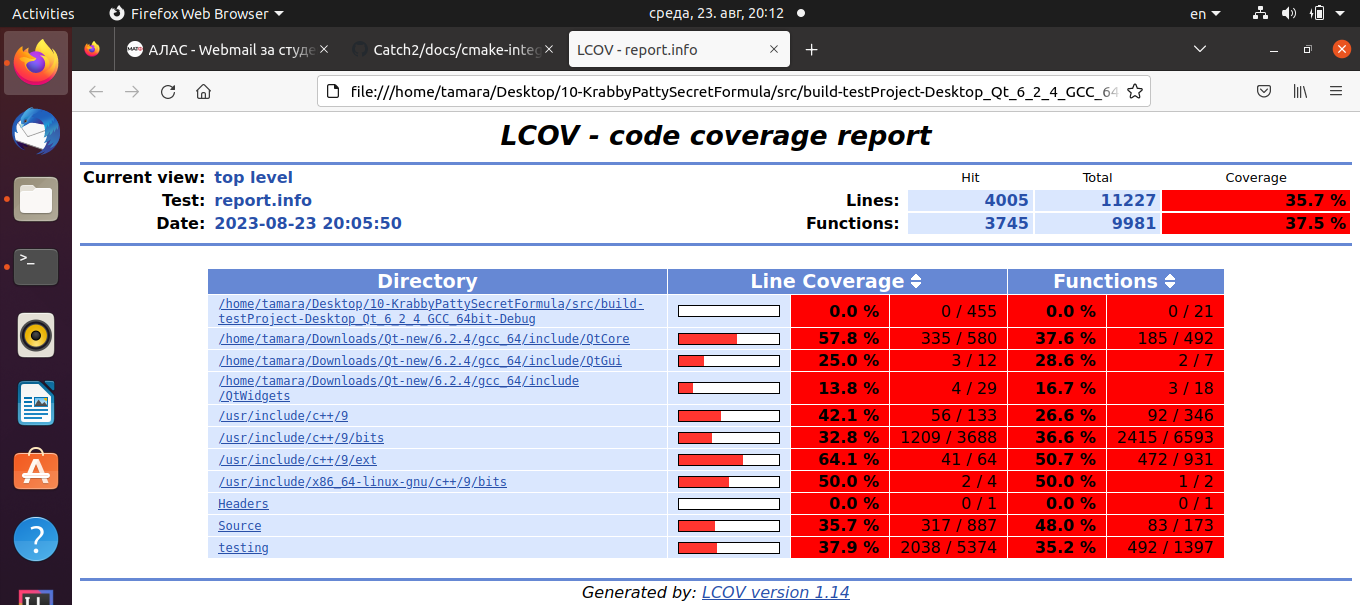 Activities Firefox Web Browser среда, 23. авг, 20:12 en
АЛАС - Webmail за студе Catch2/docs/cmake-integ LCOV - report.info
file:///home/tamara/Desktop/10-KrabbyPattySecretFormula/src/build-testProject-Desktop_Qt_6_2_4_GCC_64
LCOV - code coverage report
Current view: top level Hit Total Coverage
Test: report.info Lines: 4005 11227 35.7 %
Date: 2023-08-23 20:05:50 Functions: 3745 9981 37.5 %
Directory Line Coverage Functions
/home/tamara/Desktop/10-KrabbyPattySecretFormula/src/build-
testProject-Desktop_Qt_6_2_4_GCC_64bit-Debug 0.0 % 0 / 455 0.0 % 0 / 21
/home/tamara/Downloads/Qt-new/6.2.4/gcc_64/include/QtCore 57.8 % 335 / 580 37.6 % 185 / 492
/home/tamara/Downloads/Qt-new/6.2.4/gcc_64/include/QtGui 25.0 % 3 / 12 28.6 % 2 / 7
/home/tamara/Downloads/Qt-new/6.2.4/gcc_64/include
/QtWidgets 13.8 % 4 / 29 16.7 % 3 / 18
/usr/include/c++/9 42.1 % 56 / 133 26.6 % 92 / 346
/usr/include/c++/9/bits 32.8 % 1209 / 3688 36.6 % 2415 / 6593
/usr/include/c++/9/ext 64.1 % 41 / 64 50.7 % 472 / 931
/usr/include/x86_64-linux-gnu/c++/9/bits 50.0 % 2 / 4 50.0 % 1 / 2
Headers 0.0 % 0 / 1 0.0 % 0 / 1
Source 35.7 % 317 / 887 48.0 % 83 / 173
testing 37.9 % 2038 / 5374 35.2 % 492 / 1397
Generated by: LCOV version 1.14